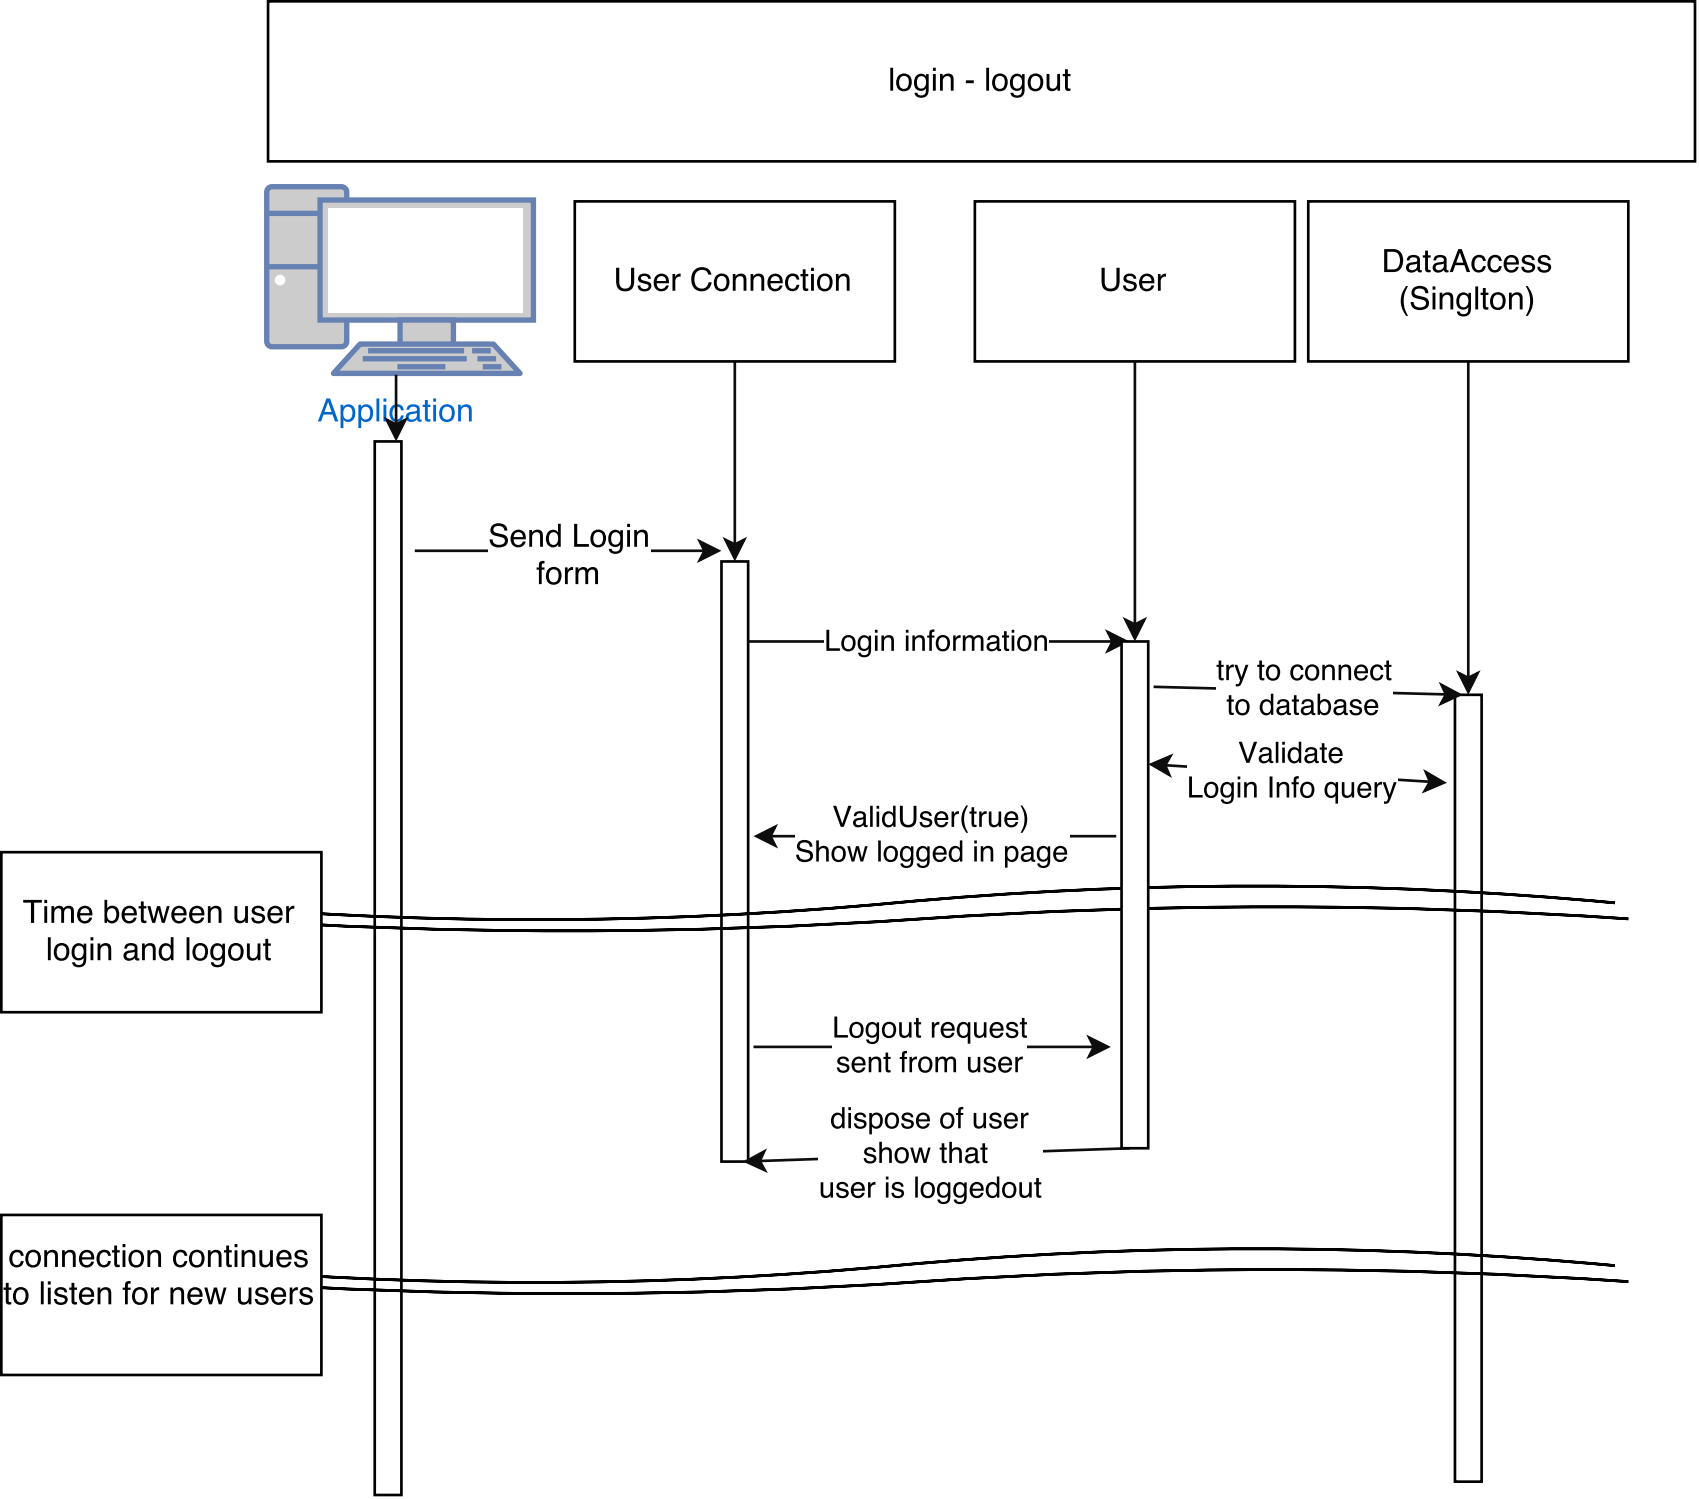 login - logout
User Connection
User
DataAccess
(Singlton)
Application
Send Login
form
Login information
try to connect
to database
Validate
Login Info query
ValidUser(true)
Show logged in page
Time between user
login and logout
Logout request
sent from user
dispose of user
show that
user is loggedout
connection continues
to listen for new users